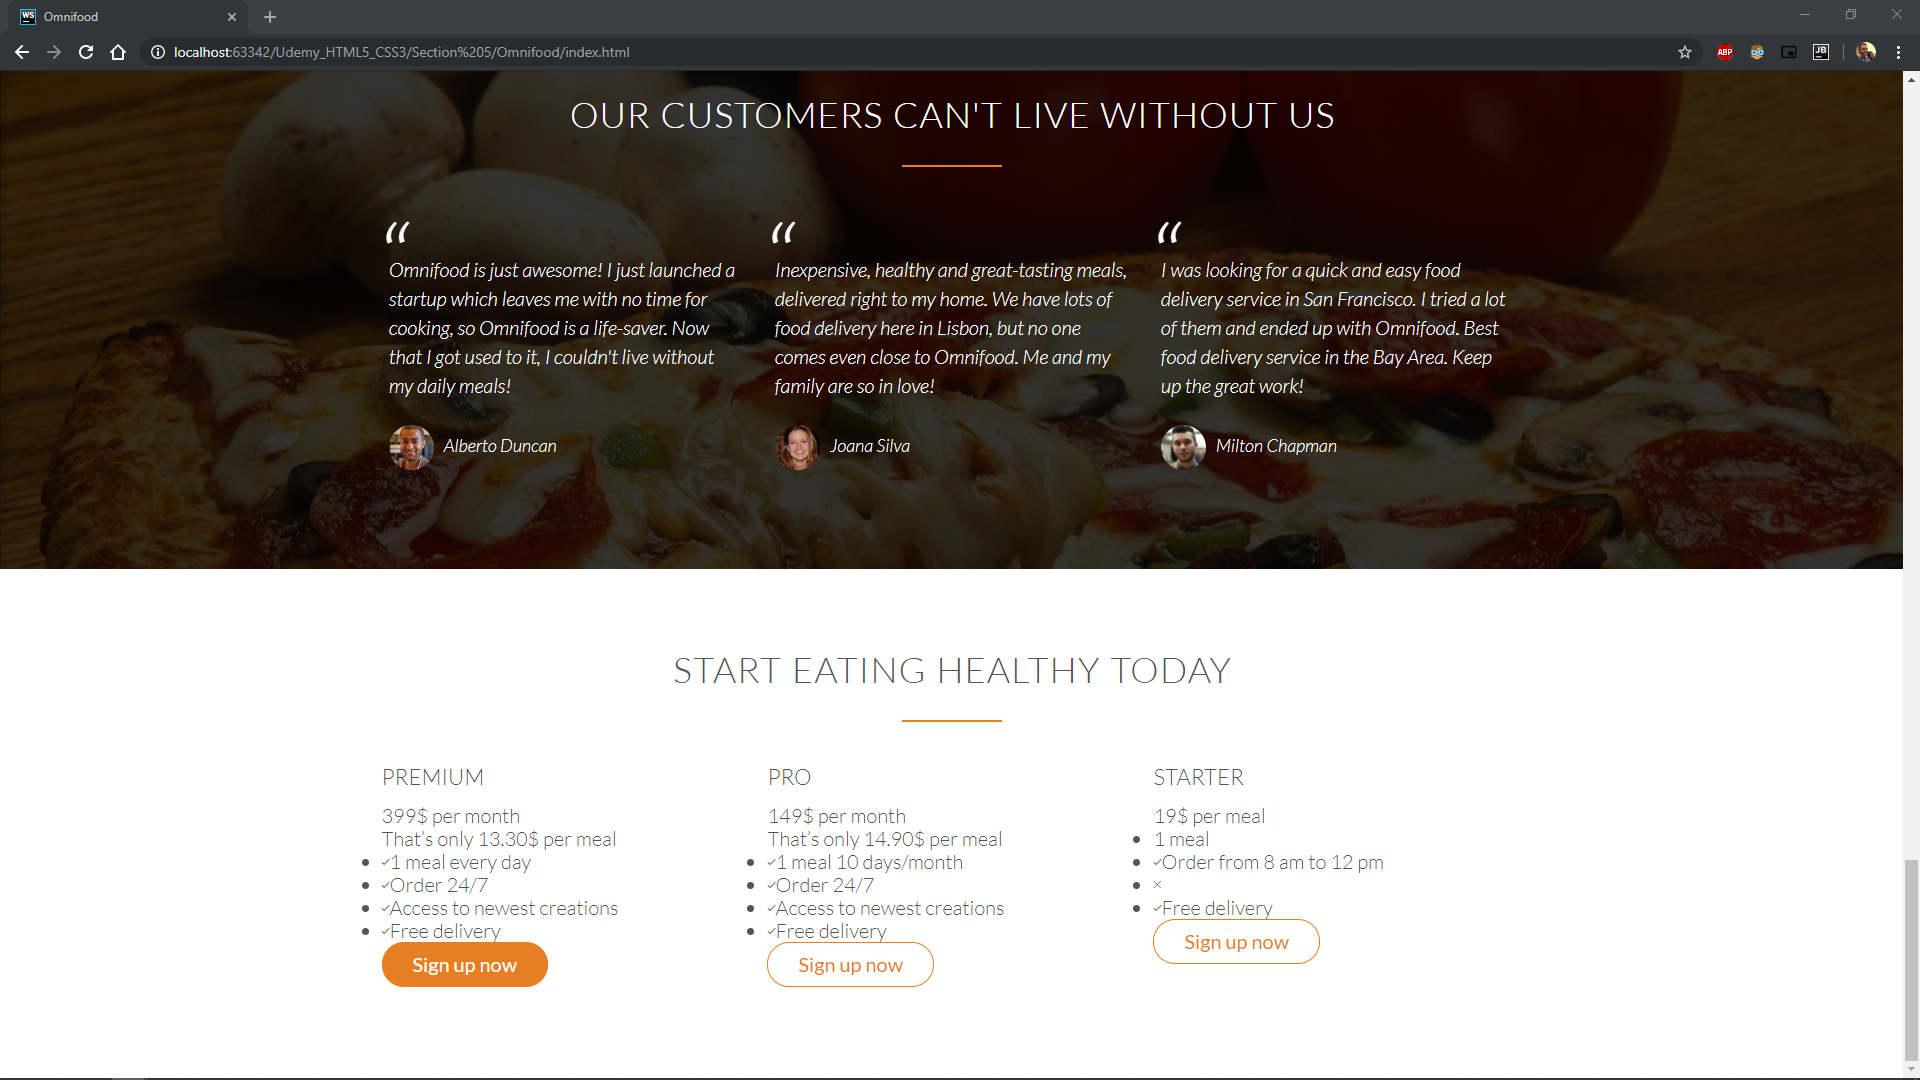 Omnifood
localhost:63342/Udemy_HTML5_CSS3/Section%205/Omnifood/index.html
OUR CUSTOMERS CAN'T LIVE WITHOUT US
“ “ “
Omnifood is just awesome! I just launched a
startup which leaves me with no time for
cooking, so Omnifood is a life-saver. Now
that I got used to it, I couldn't live without
my daily meals!
Alberto Duncan
Inexpensive, healthy and great-tasting meals,
delivered right to my home. We have lots of
food delivery here in Lisbon, but no one
comes even close to Omnifood. Me and my
family are so in love!
Joana Silva
I was looking for a quick and easy food
delivery service in San Francisco. I tried a lot
of them and ended up with Omnifood. Best
food delivery service in the Bay Area. Keep
up the great work!
Milton Chapman
START EATING HEALTHY TODAY
PREMIUM
399$ per month
That’s only 13.30$ per meal
1 meal every day
Order 24/7
Access to newest creations
Free delivery
Sign up now
PRO
149$ per month
That’s only 14.90$ per meal
1 meal 10 days/month
Order 24/7
Access to newest creations
Free delivery
Sign up now
STARTER
19$ per meal
1 meal
Order from 8 am to 12 pm
Free delivery
Sign up now
WS
ABP
JB